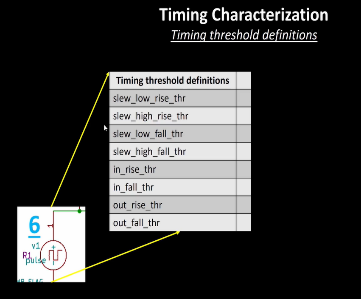 Timing Characterization
Timing threshold definitions
Timing threshold definitions
slew_low_rise_thr
slew_high_rise_thr
slew_low_fall_thr
slew_high_fall_thr
in_rise_thr
in_fall_thr
out_rise_thr
out_fall_thr
6
v1
R1
pulse